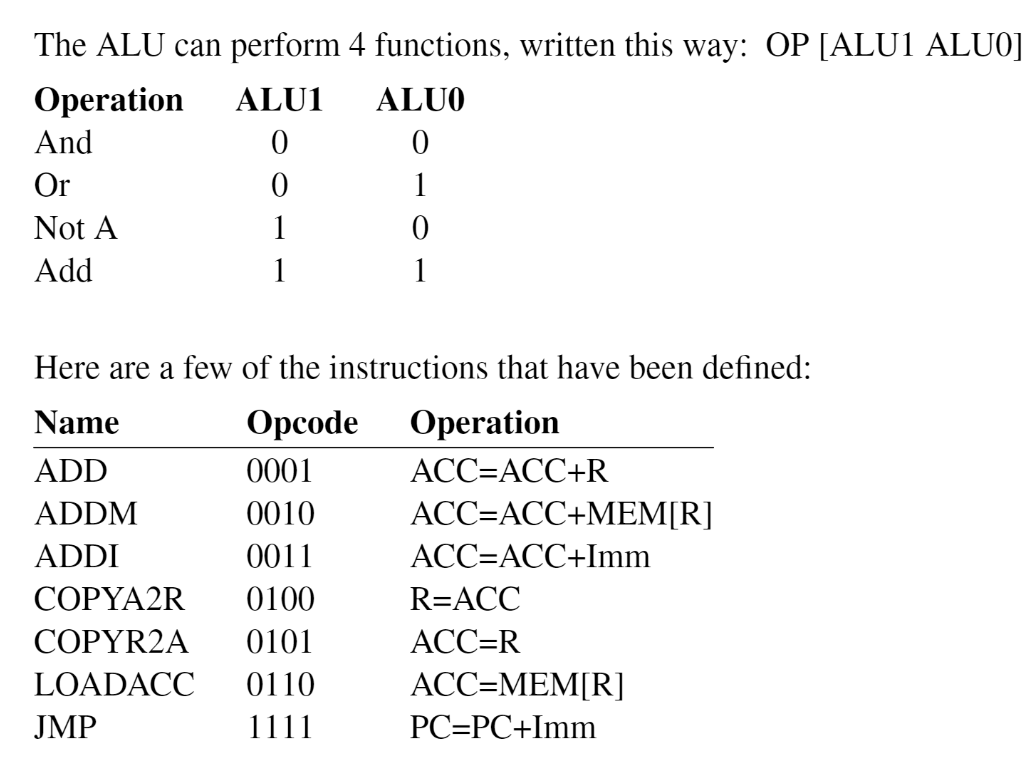 The ALU can perform 4 functions, written this way: OP [ALU1 ALU0]
Operation ALU1 ALU0
And 0 0
Or 0 1
Not A 1 0
Add 1 1
Here are a few of the instructions that have been defined:
Name Opcode Operation
ADD 0001 ACC=ACC+R
ADDM 0010 ACC=ACC+MEM[R]
ADDI 0011 ACC=ACC+Imm
COPYA2R 0100 R=ACC
COPYR2A 0101 ACC=R
LOADACC 0110 ACC=MEM[R]
JMP 1111 PC=PC+Imm